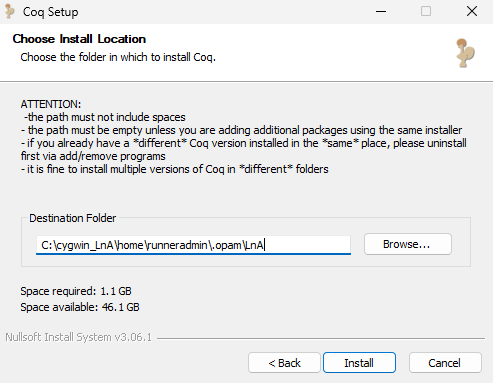 Coq Setup
Choose Install Location
Choose the folder in which to install Coq.
ATTENTION:
-the path must not include spaces
- the path must be empty unless you are adding additional packages using the same installer
- if you already have a *different* Coq version installed in the *same* place, please uninstall
first via add/remove programs
- it is fine to install multiple versions of Coq in *different* folders
Destination Folder
C:\cygwin_LnA\home\runneradmin\.opam\LnA
Browse...
Space required: 1.1 GB
Space available: 46.1 GB
Nullsoft Install System v3.06.1
< Back
Install
Cancel